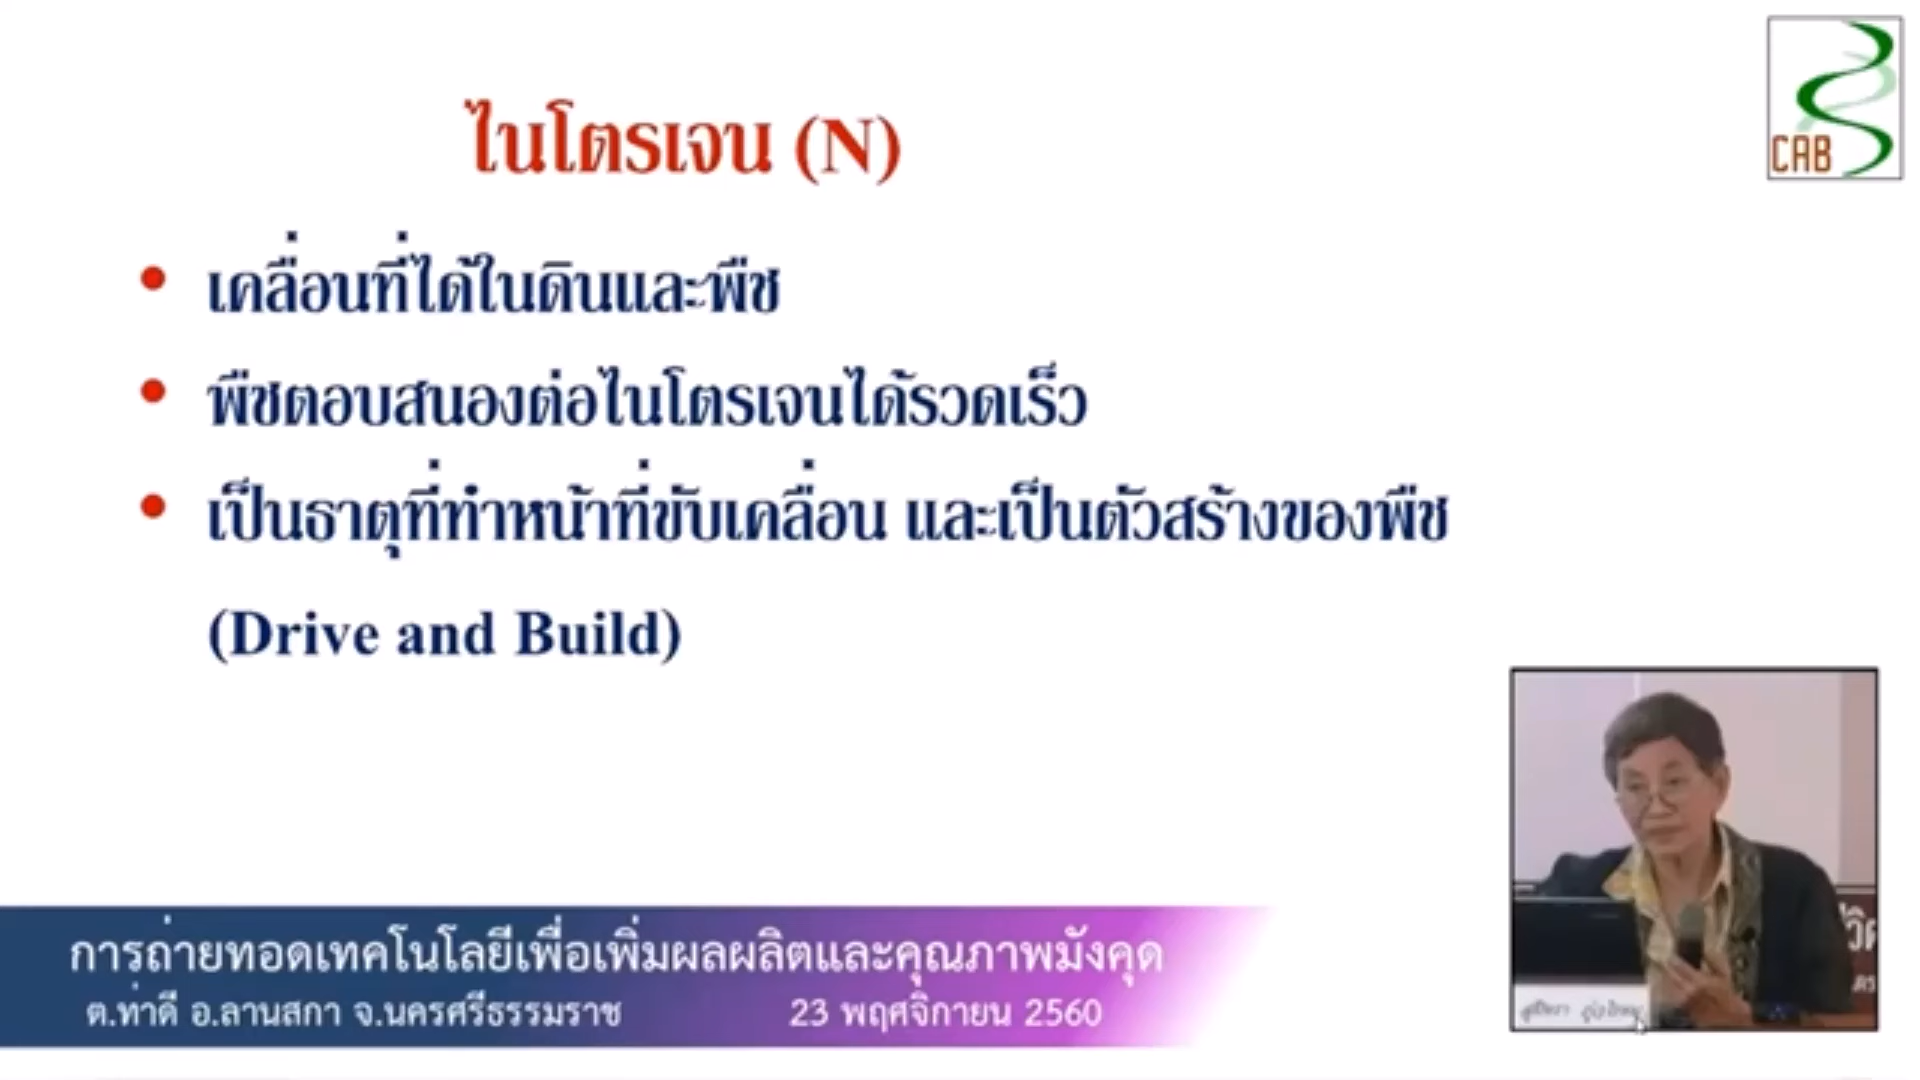 CAB
ไนโตรเจน (N)
• เคลื่อนที่ได้ในดินและพืช
• พืชตอบสนองต่อไนโตรเจนได้รวดเร็ว
• เป็นธาตุที่ทำหน้าที่ขับเคลื่อน และเป็นตัวสร้างของพืช
(Drive and Build)
การถ่ายทอดเทคโนโลยีเพื่อเพิ่มผลผลิตและคุณภาพมังคุด
ต.ท่าดี อ.ลานสกา จ.นครศรีธรรมราช 23 พฤศจิกายน 2560